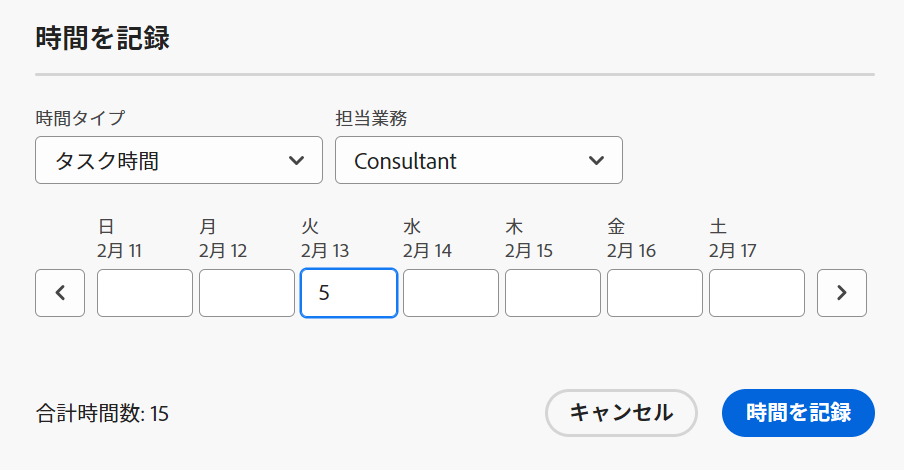 時間を記録
時間タイプ 担当業務
タスク時間 Consultant
日 月 火 水 木 金 土
2月 11 2月 12 2月 13 2月 14 2月 15 2月 16 2月 17
5
合計時間数: 15 キャンセル 時間を記録